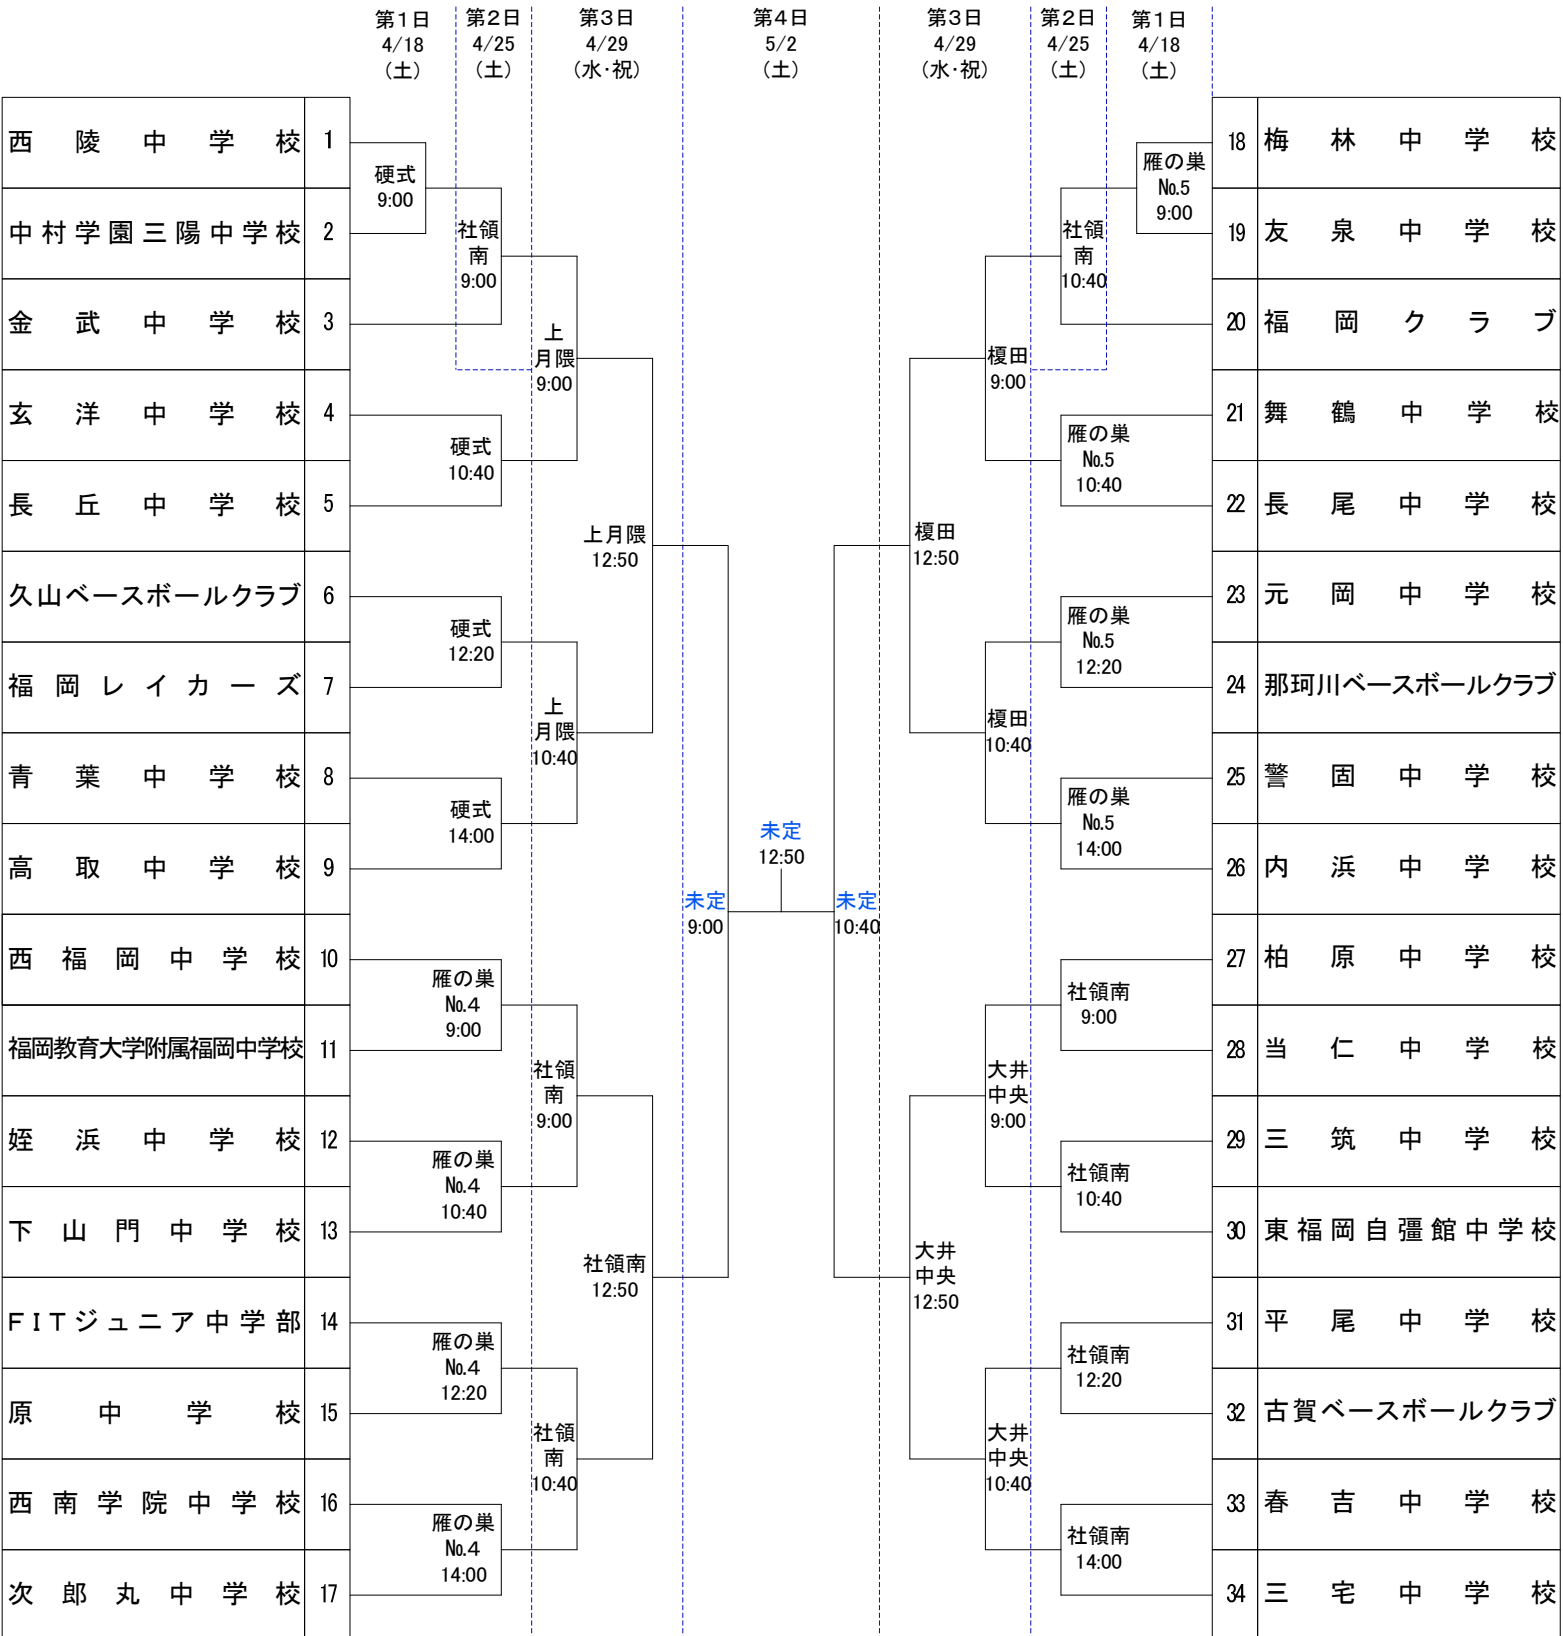 第1日 第2日 第3日 第4日 第3日 第2日 第1日
4/18 4/25 4/29 5/2 4/29 4/25 4/18
（土） （土） （水・祝） （土） （水・祝） （土） （土）
西陵中学校 1
中村学園三陽中学校 2
金武中学校 3
玄洋中学校 4
長丘中学校 5
久山ベースボールクラブ 6
福岡レイカーズ 7
青葉中学校 8
高取中学校 9
西福岡中学校 10
福岡教育大学附属福岡中学校 11
姪浜中学校 12
下山門中学校 13
FITジュニア中学部 14
原中学校 15
西南学院中学校 16
次郎丸中学校 17
硬式
9:00
社領
南
9:00
硬式
10:40
硬式
12:20
硬式
14:00
雁の巣
№4
9:00
雁の巣
№4
10:40
雁の巣
№4
12:20
雁の巣
№4
14:00
上
月隈
9:00
上
月隈
10:40
社領
南
9:00
社領
南
10:40
上月隈
12:50
社領南
12:50
未定
9:00
未定
12:50
未定
10:40
榎田
12:50
大井
中央
12:50
榎田
9:00
榎田
10:40
大井
中央
9:00
大井
中央
10:40
社領
南
10:40
雁の巣
№5
9:00
雁の巣
№5
10:40
雁の巣
№5
12:20
雁の巣
№5
14:00
社領南
9:00
社領南
10:40
社領南
12:20
社領南
14:00
18 梅林中学校
19 友泉中学校
20 福岡クラブ
21 舞鶴中学校
22 長尾中学校
23 元岡中学校
24 那珂川ベースボールクラブ
25 警固中学校
26 内浜中学校
27 柏原中学校
28 当仁中学校
29 三筑中学校
30 東福岡自彊館中学校
31 平尾中学校
32 古賀ベースボールクラブ
33 春吉中学校
34 三宅中学校